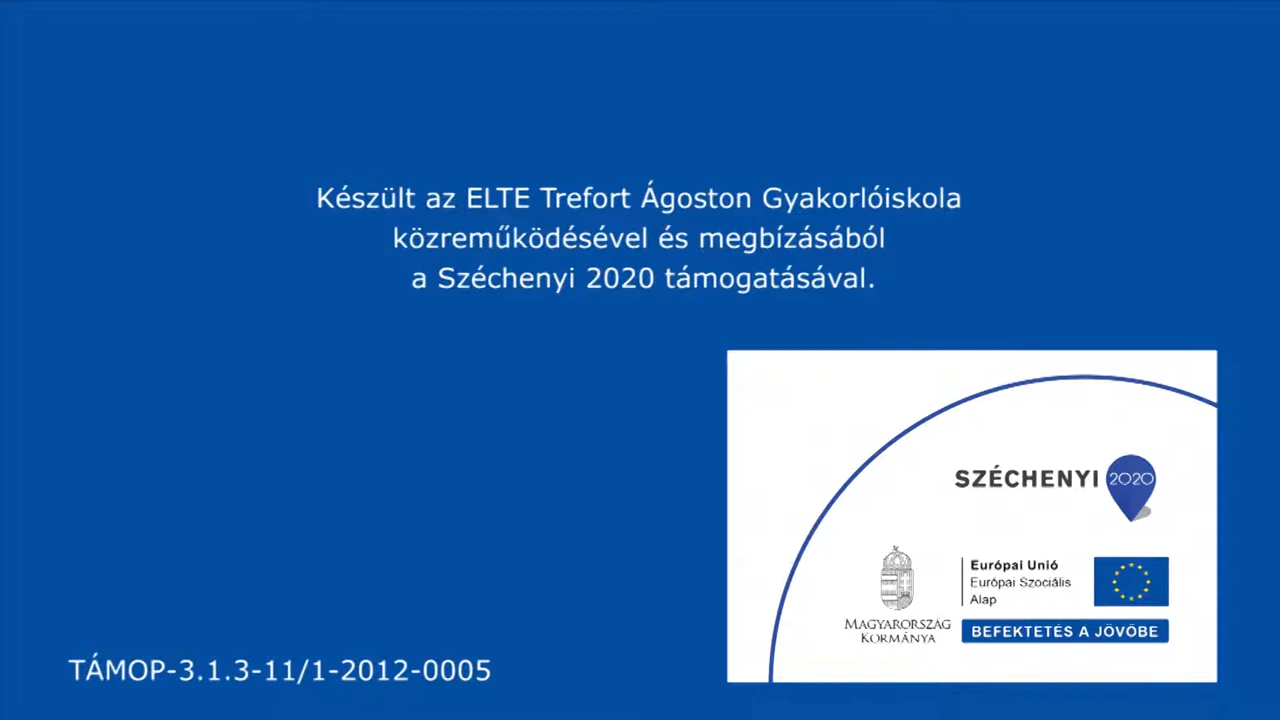 Készült az ELTE Trefort Ágoston Gyakorlóiskola
közreműködésével és megbízásából
a Széchenyi 2020 támogatásával.
SZÉCHENYI 2020
Európai Unió
Európai Szociális
Alap
MAGYARORSZÁG
KORMÁNYA
BEFEKTETÉS A JÖVŐBE
TÁMOP-3.1.3-11/1-2012-0005